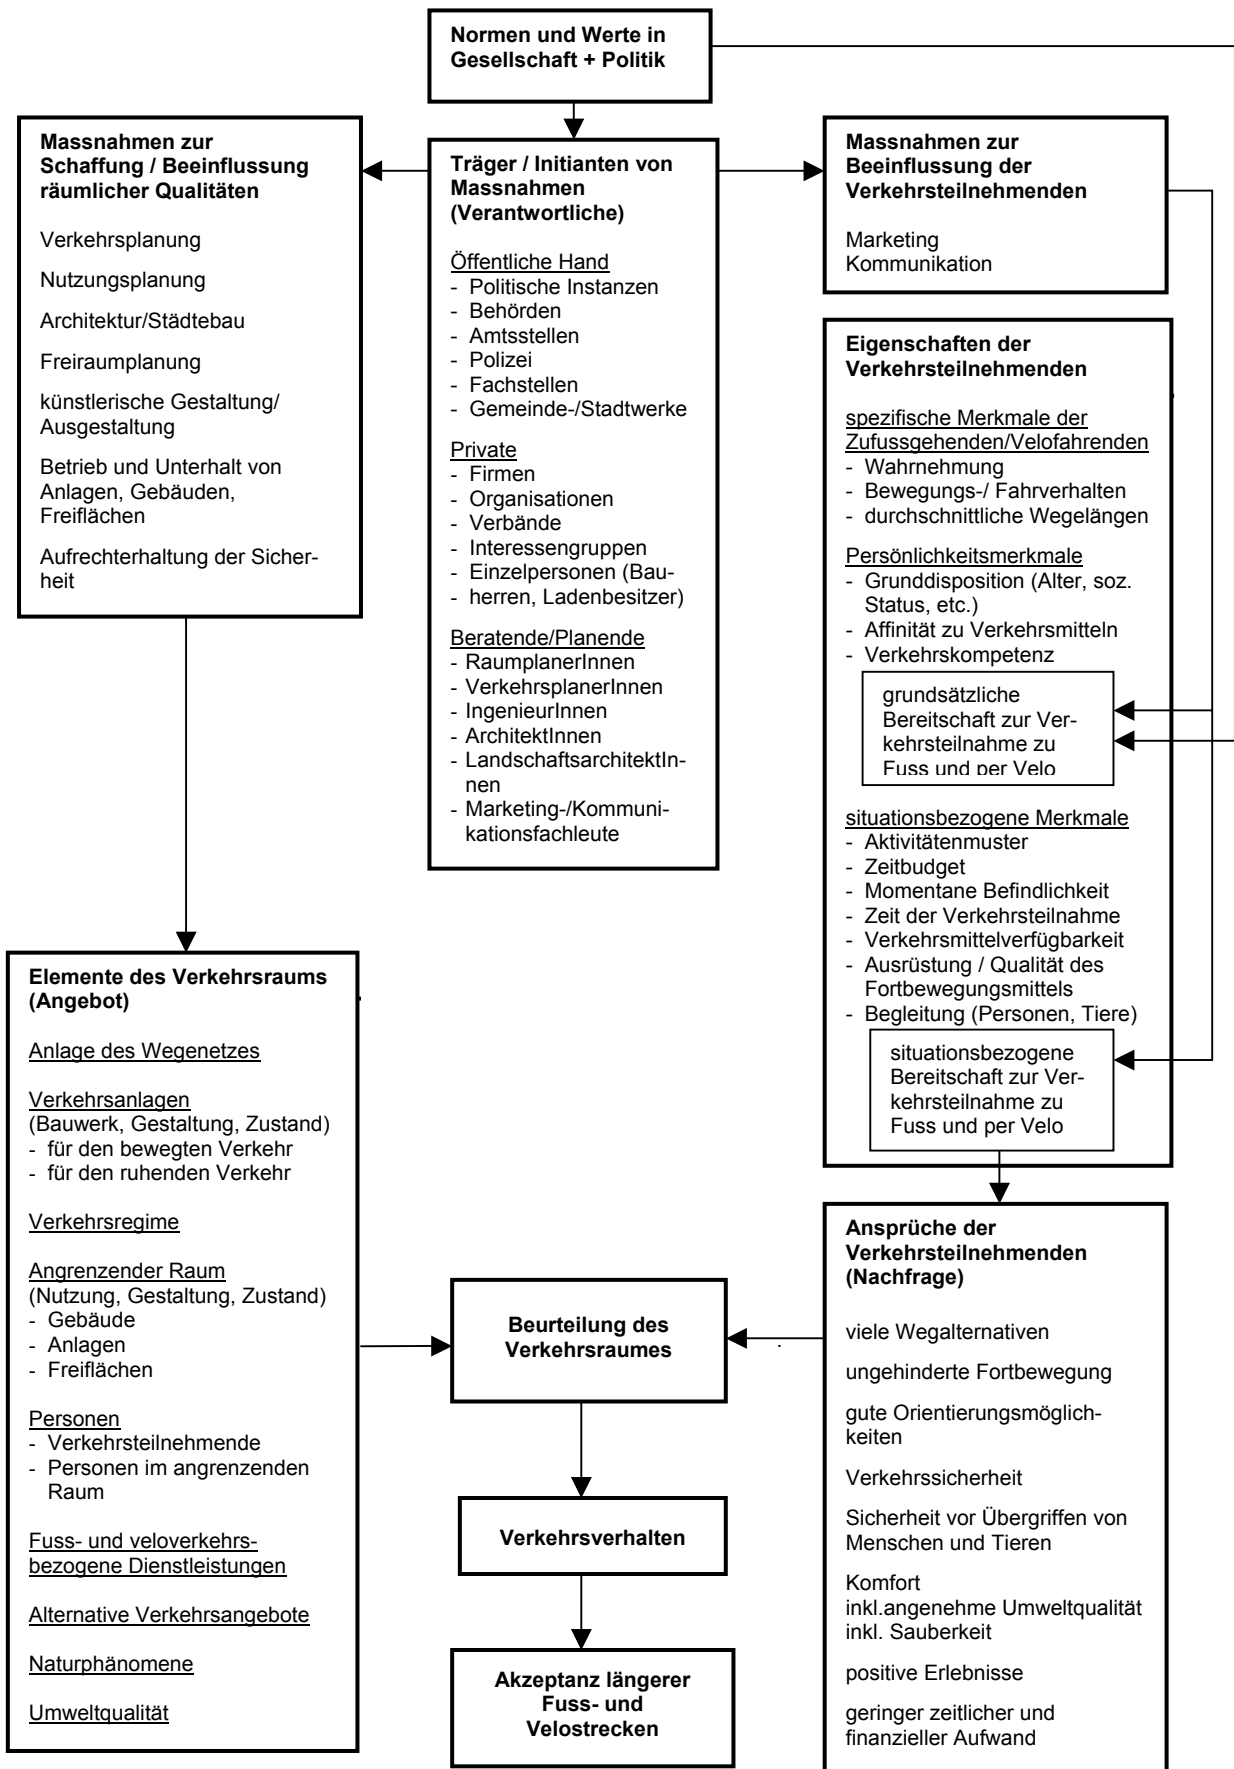 Normen und Werte in
Gesellschaft + Politik
Massnahmen zur
Schaffung / Beeinflussung
räumlicher Qualitäten
Verkehrsplanung
Nutzungsplanung
Architektur/Städtebau
Freiraumplanung
künstlerische Gestaltung/
Ausgestaltung
Betrieb und Unterhalt von
Anlagen, Gebäuden,
Freiflächen
Aufrechterhaltung der Sicher-
heit
Träger / Initianten von
Massnahmen
(Verantwortliche)
Öffentliche Hand
- Politische Instanzen
- Behörden
- Amtsstellen
- Polizei
- Fachstellen
- Gemeinde-/Stadtwerke
Private
- Firmen
- Organisationen
- Verbände
- Interessengruppen
- Einzelpersonen (Bau-
- herren, Ladenbesitzer)
Beratende/Planende
- RaumplanerInnen
- VerkehrsplanerInnen
- IngenieurInnen
- ArchitektInnen
- LandschaftsarchitektIn-
nen
- Marketing-/Kommuni-
kationsfachleute
Massnahmen zur
Beeinflussung der
Verkehrsteilnehmenden
Marketing
Kommunikation
Eigenschaften der
Verkehrsteilnehmenden
spezifische Merkmale der
Zufussgehenden/Velofahrenden
- Wahrnehmung
- Bewegungs-/ Fahrverhalten
- durchschnittliche Wegelängen
Persönlichkeitsmerkmale
- Grunddisposition (Alter, soz.
Status, etc.)
- Affinität zu Verkehrsmitteln
- Verkehrskompetenz
grundsätzliche
Bereitschaft zur Ver-
kehrsteilnahme zu
Fuss und per Velo
situationsbezogene Merkmale
- Aktivitätenmuster
- Zeitbudget
- Momentane Befindlichkeit
- Zeit der Verkehrsteilnahme
- Verkehrsmittelverfügbarkeit
- Ausrüstung / Qualität des
Fortbewegungsmittels
- Begleitung (Personen, Tiere)
situationsbezogene
Bereitschaft zur Ver-
kehrsteilnahme zu
Fuss und per Velo
Elemente des Verkehrsraums
(Angebot)
Anlage des Wegenetzes
Verkehrsanlagen
(Bauwerk, Gestaltung, Zustand)
- für den bewegten Verkehr
- für den ruhenden Verkehr
Verkehrsregime
Angrenzender Raum
(Nutzung, Gestaltung, Zustand)
- Gebäude
- Anlagen
- Freiflächen
Personen
- Verkehrsteilnehmende
- Personen im angrenzenden
Raum
Fuss- und veloverkehrs-
bezogene Dienstleistungen
Alternative Verkehrsangebote
Naturphänomene
Umweltqualität
Beurteilung des
Verkehrsraumes
Verkehrsverhalten
Akzeptanz längerer
Fuss- und
Velostrecken
Ansprüche der
Verkehrsteilnehmenden
(Nachfrage)
viele Wegalternativen
ungehinderte Fortbewegung
gute Orientierungsmöglich-
keiten
Verkehrssicherheit
Sicherheit vor Übergriffen von
Menschen und Tieren
Komfort
inkl.angenehme Umweltqualität
inkl. Sauberkeit
positive Erlebnisse
geringer zeitlicher und
finanzieller Aufwand